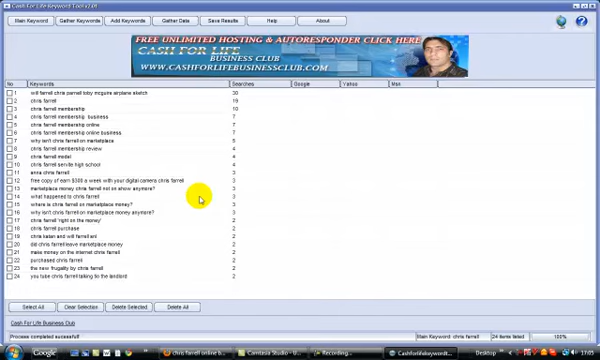 Cash For Life Keyword Tool v2.01
Main Keyword Gather Keywords Add Keywords Gather Data Save Results Help About
FREE UNLIMITED HOSTING & AUTORESPONDER CLICK HERE
CASH FOR LIFE
BUSINESS CLUB
WWW.CASHFORLIFEBUSINESSCLUB.COM
No Keywords Searches Google Yahoo Msn
1 will farrell chris parnell toby mcguire airplane sketch 30
2 chris farrell 19
3 chris farrell membership 10
4 chris farrell membership business 7
5 chris farrell membership online 7
6 chris farrell membership online business 7
7 why isn't chris farrell on marketplace 5
8 chris farrell membership review 4
9 chris farrell model 4
10 chris farrell servite high school 4
11 anna chris farrell 3
12 free copy of earn $300 a week with your digital camera chris farrell 3
13 marketplace money chris farrell not on show anymore? 3
14 what happened to chris farrell 3
15 where is chris farrell on marketplace money? 3
16 why isn't chris farrell on marketplace money anymore? 3
17 chris farrell 'right on the money' 2
18 chris farrell purchase 2
19 chris katan and will farrell snl 2
20 did chris farrell leave marketplace money 2
21 make money on the internet chris farrell 2
22 purchased chris farrell 2
23 the new frugality by chris farrell 2
24 you tube chris farrell talking to the landlord 2
Select All Clear Selection Delete Selected Delete All
Cash For Life Business Club
Process completed successful! Main Keyword: chris farrell 24 items listed 100%
Google chris farrell online b... Camtasia Studio - U... Recording... Cashforlifekeywordt... Desktop 17:05